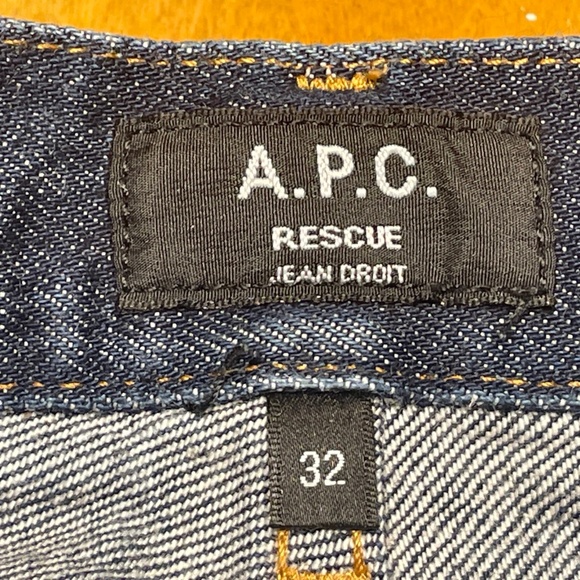 A.P.C.
RESCUE
JEAN DROIT
32